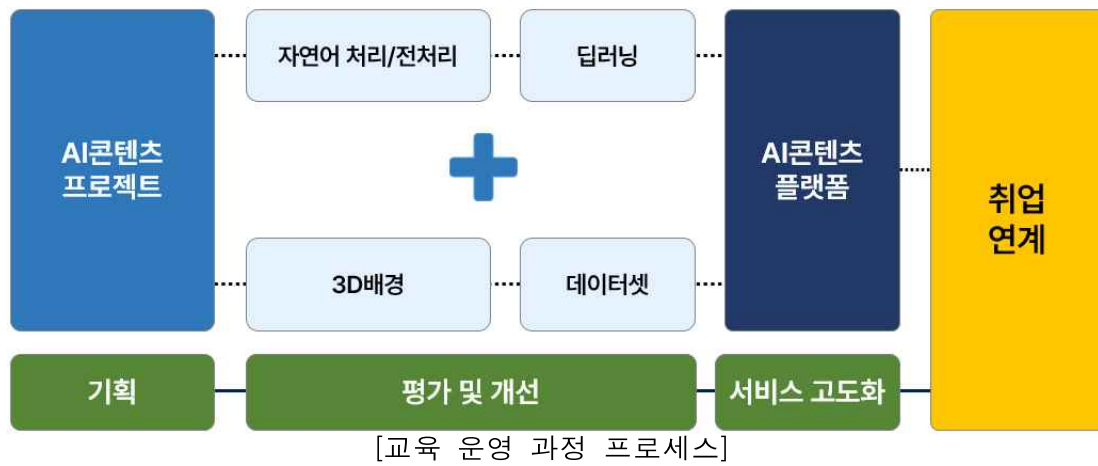 AI콘텐츠
프로젝트
자연어 처리/전처리
딥러닝
3D배경
데이터셋
AI콘텐츠
플랫폼
취업
연계
기획
평가 및 개선
서비스 고도화
[교육 운영 과정 프로세스]